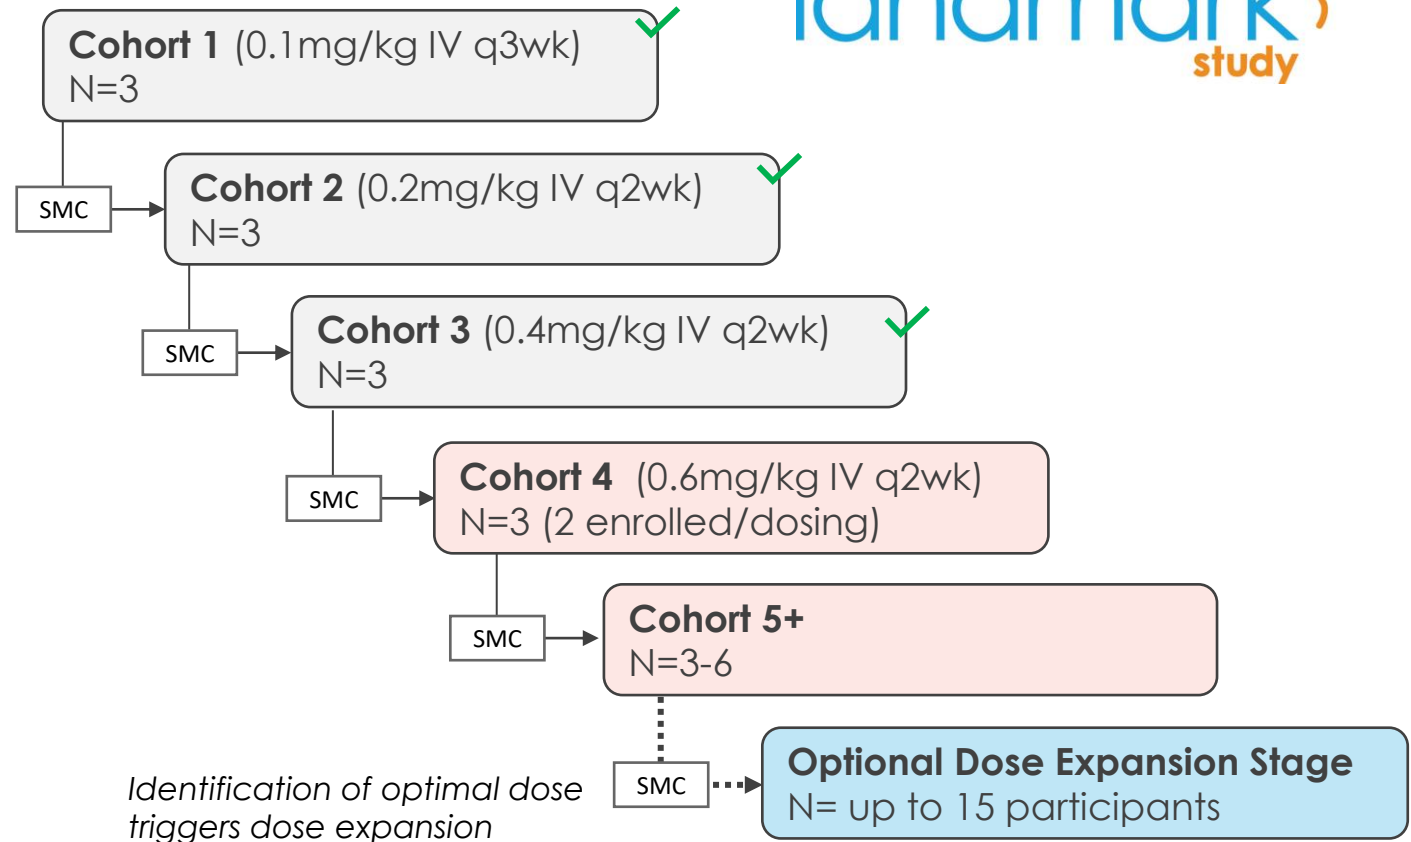 landmark
study
Cohort 1 (0.1mg/kg IV q3wk)
N=3
SMC
Cohort 2 (0.2mg/kg IV q2wk)
N=3
SMC
Cohort 3 (0.4mg/kg IV q2wk)
N=3
SMC
Cohort 4 (0.6mg/kg IV q2wk)
N=3 (2 enrolled/dosing)
SMC
Cohort 5+
N=3-6
SMC
Optional Dose Expansion Stage
N= up to 15 participants
Identification of optimal dose
triggers dose expansion